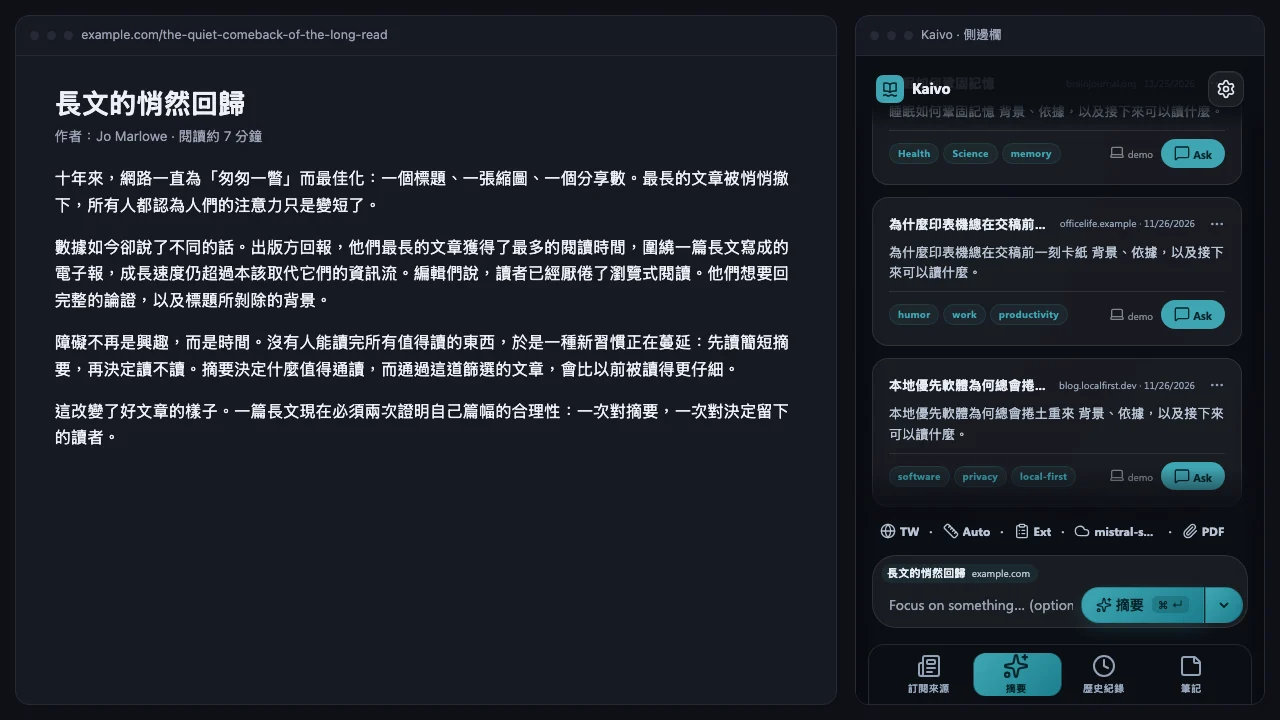 example.com/the-quiet-comeback-of-the-long-read
長文的悄然回歸
作者：Jo Marlowe · 閱讀約 7 分鐘
十年來，網路一直為「匆匆一瞥」而最佳化：一個標題、一張縮圖、一個分享數。最長的文章被悄悄撤
下，所有人都認為人們的注意力只是變短了。
數據如今卻說了不同的話。出版方回報，他們最長的文章獲得了最多的閱讀時間，圍繞一篇長文寫成的
電子報，成長速度仍超過本該取代它們的資訊流。編輯們說，讀者已經厭倦了瀏覽式閱讀。他們想要回
完整的論證，以及標題所剝除的背景。
障礙不再是興趣，而是時間。沒有人能讀完所有值得讀的東西，於是一種新習慣正在蔓延：先讀簡短摘
要，再決定讀不讀。摘要決定什麼值得通讀，而通過這道篩選的文章，會比以前被讀得更仔細。
這改變了好文章的樣子。一篇長文現在必須兩次證明自己篇幅的合理性：一次對摘要，一次對決定留下
的讀者。
Kaivo · 側邊欄
Kaivo
睡眠如何鞏固記憶 背景、依據，以及接下來可以讀什麼。
Health Science memory demo Ask
為什麼印表機總在交稿前... officelife.example · 11/26/2026 ...
為什麼印表機總在交稿前一刻卡紙 背景、依據，以及接下
來可以讀什麼。
humor work productivity demo Ask
本地優先軟體為何總會捲... blog.localfirst.dev · 11/26/2026 ...
本地優先軟體為何總會捲土重來 背景、依據，以及接下來
可以讀什麼。
software privacy local-first demo Ask
TW · Auto · Ext · mistral-s... · PDF
長文的悄然回歸 example.com
Focus on something... (option 摘要 ⌘ ↵
訂閱來源 摘要 歷史紀錄 筆記